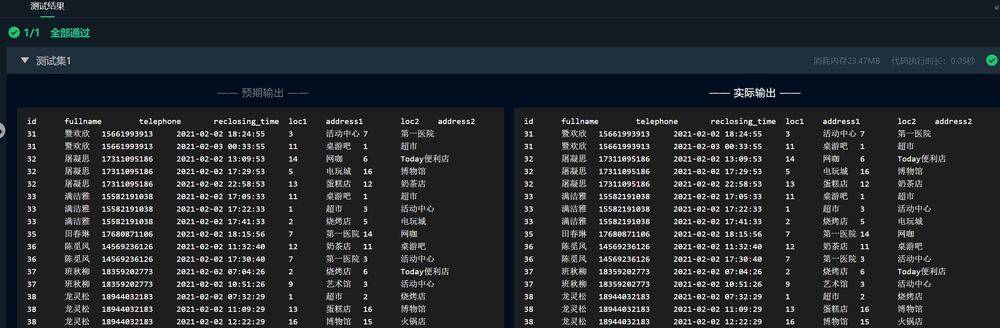 测试结果
1/1 全部通过
测试集1 消耗内存23.47MB 代码执行时长：0.05秒
—— 预期输出 ——
id fullname telephone reclosing_time loc1 address1 loc2 address2
31 暨欢欣 15661993913 2021-02-02 18:24:55 3 活动中心 7 第一医院
31 暨欢欣 15661993913 2021-02-03 00:33:55 11 桌游吧 1 超市
32 屠凝思 17311095186 2021-02-02 13:09:53 14 网咖 6 Today便利店
32 屠凝思 17311095186 2021-02-02 17:29:53 5 电玩城 16 博物馆
32 屠凝思 17311095186 2021-02-02 22:58:53 13 蛋糕店 12 奶茶店
33 满洁雅 15582191038 2021-02-02 17:05:33 11 桌游吧 1 超市
33 满洁雅 15582191038 2021-02-02 17:22:33 1 超市 3 活动中心
33 满洁雅 15582191038 2021-02-02 17:41:33 2 烧烤店 5 电玩城
35 田春琳 17680871106 2021-02-02 18:15:56 7 第一医院 14 网咖
36 陈觅风 14569236126 2021-02-02 11:32:40 12 奶茶店 11 桌游吧
36 陈觅风 14569236126 2021-02-02 17:30:40 7 第一医院 3 活动中心
37 班秋柳 18359202773 2021-02-02 07:04:26 2 烧烤店 6 Today便利店
37 班秋柳 18359202773 2021-02-02 10:51:26 9 艺术馆 3 活动中心
38 龙灵松 18944032183 2021-02-02 07:32:29 1 超市 2 烧烤店
38 龙灵松 18944032183 2021-02-02 11:09:29 13 蛋糕店 16 博物馆
38 龙灵松 18944032183 2021-02-02 12:22:29 16 博物馆 15 火锅店
—— 实际输出 ——
id fullname telephone reclosing_time loc1 address1 loc2 address2
31 暨欢欣 15661993913 2021-02-02 18:24:55 3 活动中心 7 第一医院
31 暨欢欣 15661993913 2021-02-03 00:33:55 11 桌游吧 1 超市
32 屠凝思 17311095186 2021-02-02 13:09:53 14 网咖 6 Today便利店
32 屠凝思 17311095186 2021-02-02 17:29:53 5 电玩城 16 博物馆
32 屠凝思 17311095186 2021-02-02 22:58:53 13 蛋糕店 12 奶茶店
33 满洁雅 15582191038 2021-02-02 17:05:33 11 桌游吧 1 超市
33 满洁雅 15582191038 2021-02-02 17:22:33 1 超市 3 活动中心
33 满洁雅 15582191038 2021-02-02 17:41:33 2 烧烤店 5 电玩城
35 田春琳 17680871106 2021-02-02 18:15:56 7 第一医院 14 网咖
36 陈觅风 14569236126 2021-02-02 11:32:40 12 奶茶店 11 桌游吧
36 陈觅风 14569236126 2021-02-02 17:30:40 7 第一医院 3 活动中心
37 班秋柳 18359202773 2021-02-02 07:04:26 2 烧烤店 6 Today便利店
37 班秋柳 18359202773 2021-02-02 10:51:26 9 艺术馆 3 活动中心
38 龙灵松 18944032183 2021-02-02 07:32:29 1 超市 2 烧烤店
38 龙灵松 18944032183 2021-02-02 11:09:29 13 蛋糕店 16 博物馆
38 龙灵松 18944032183 2021-02-02 12:22:29 16 博物馆 15 火锅店